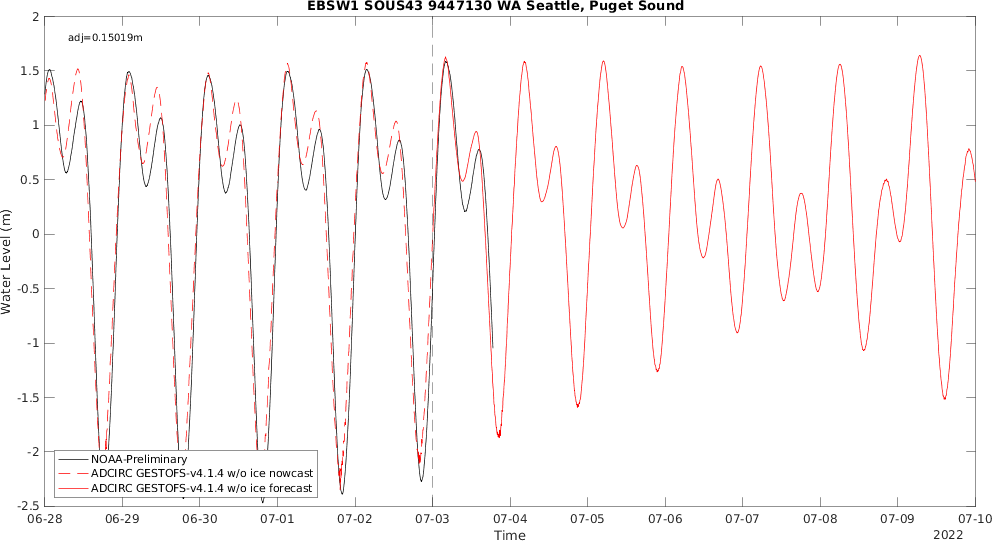 EBSW1 SOUS43 9447130 WA Seattle, Puget Sound
adj=0.15019m
2
1.5
1
0.5
0
-0.5
-1
-1.5
-2
-2.5
Water Level (m)
NOAA-Preliminary
ADCIRC GESTOFS-v4.1.4 w/o ice nowcast
ADCIRC GESTOFS-v4.1.4 w/o ice forecast
06-28 06-29 06-30 07-01 07-02 07-03 07-04 07-05 07-06 07-07 07-08 07-09 07-10
Time
2022